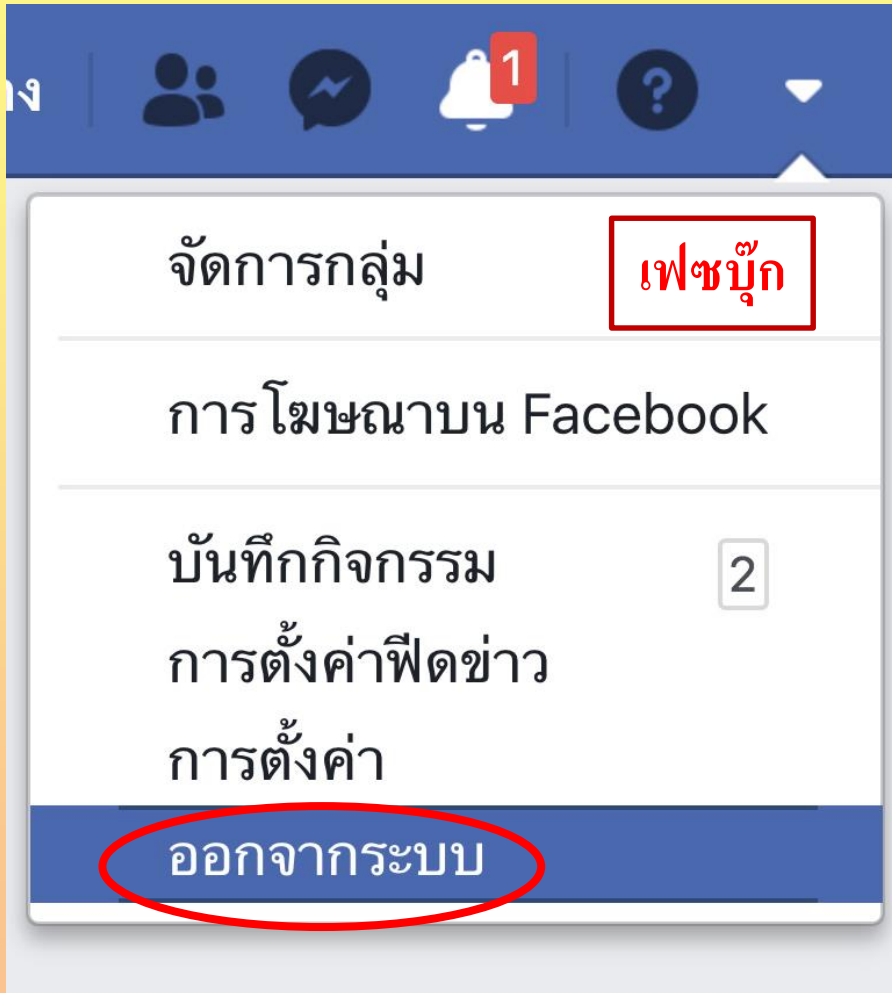 1
จัดการกลุ่ม
เฟซบุ๊ก
การโฆษณาบน Facebook
บันทึกกิจกรรม 2
การตั้งค่าฟีดข่าว
การตั้งค่า
ออกจากระบบ